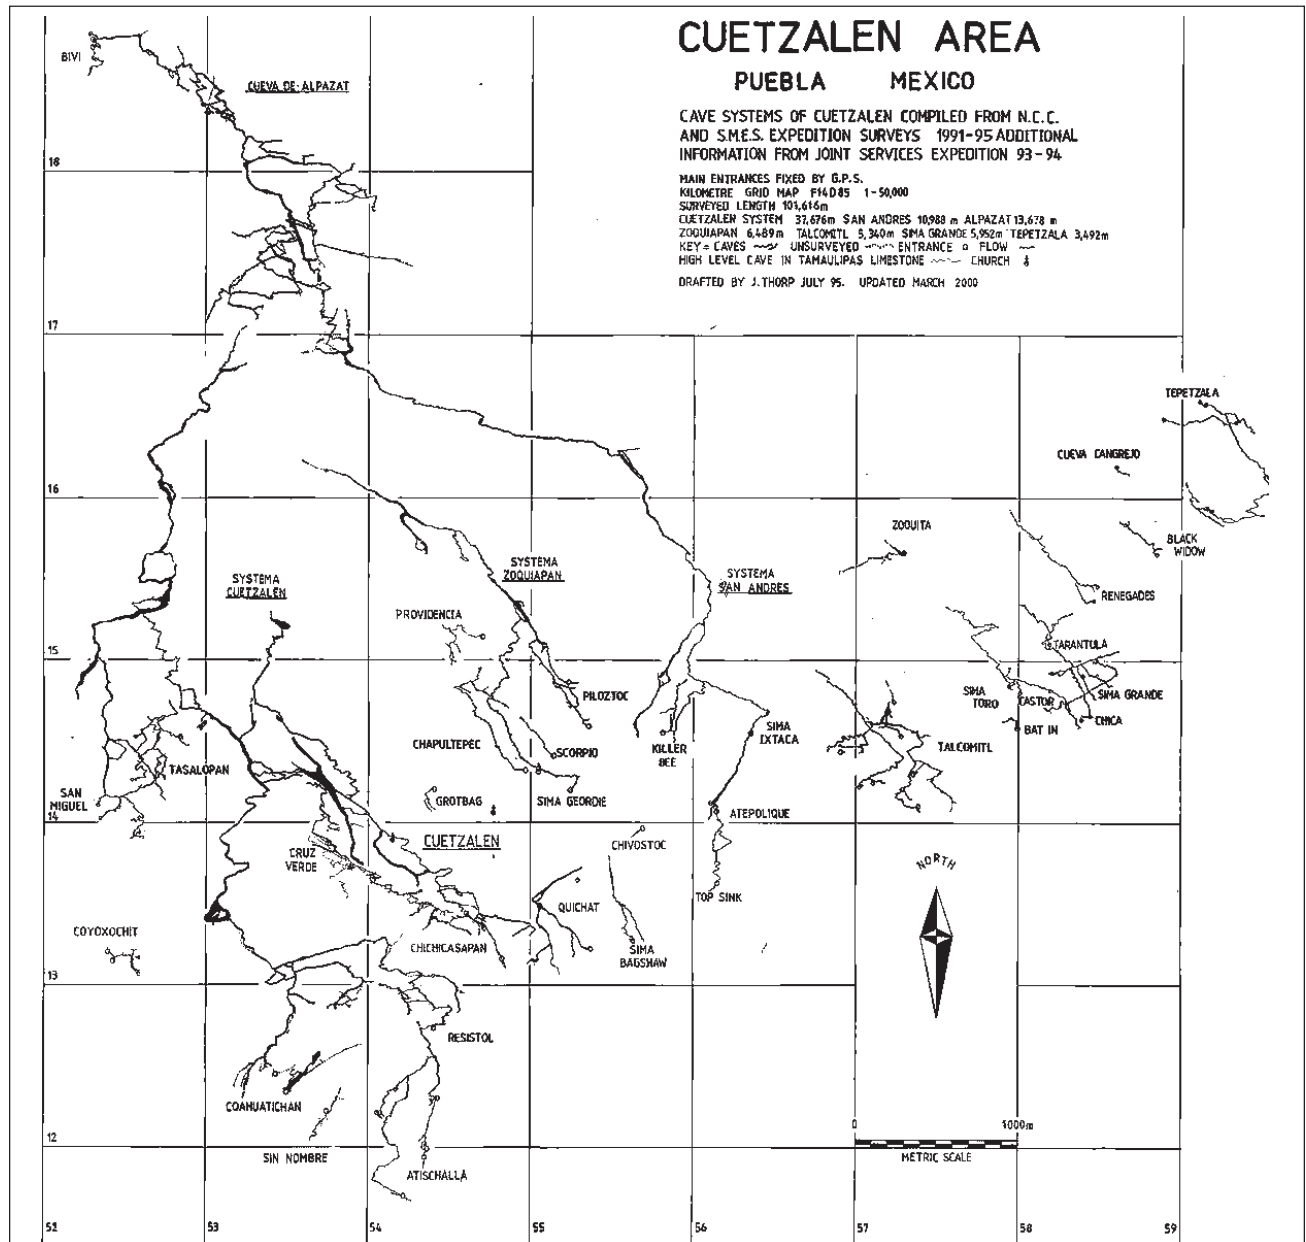 CUETZALEN AREA
PUEBLA MEXICO
CAVE SYSTEMS OF CUETZALEN COMPILED FROM N.C.C.
AND S.M.E.S. EXPEDITION SURVEYS 1991-95 ADDITIONAL
INFORMATION FROM JOINT SERVICES EXPEDITION 93-94
MAIN ENTRANCES FIXED BY G.P.S.
KILOMETRE GRID MAP F14D85 1-50,000
SURVEYED LENGTH 101,616m
CUETZALEN SYSTEM 37,676m SAN ANDRES 10,988 m ALPAZAT 13,678 m
ZOQUIAPAN 6,489m TALCOMITL 5,340m SIMA GRANDE 5,952m TEPETZALA 3,492m
KEY= CAVES UNSURVEYED ENTRANCE FLOW
HIGH LEVEL CAVE IN TAMAULIPAS LIMESTONE CHURCH
DRAFTED BY J. THORP JULY 95. UPDATED MARCH 2000
BIVI
CUEVA DE ALPAZAT
18
17
TEPETZALA
CUEVA CANGREJO
16
ZOQUITA
BLACK
WIDOW
SYSTEMA
ZOQUIAPAN
SYSTEMA
SAN ANDRES
SYSTEMA
CUETZALEN
RENEGADES
PROVIDENCIA
15
TARANTULA
PILOZTOC
SIMA
TORO
CASTOR
SIMA GRANDE
CHICA
BAT IN
SIMA
IXTACA
KILLER
BEE
CHAPULTEPEC
SCORPIO
TALCOMITL
TASALOPAN
SAN
MIGUEL
GROTBAG
SIMA GEORDIE
14
ATEPOLIQUE
CUETZALEN
CHIVOSTOC
CRUZ
VERDE
NORTH
TOP SINK
QUICHAT
COYOXOCHIT
CHICHICASAPAN
SIMA
BAGSHAW
13
RESISTOL
COAHUATICHAN
12
SIN NOMBRE
ATISCHALLA
0 1000m
METRIC SCALE
52 53 54 55 56 57 58 59